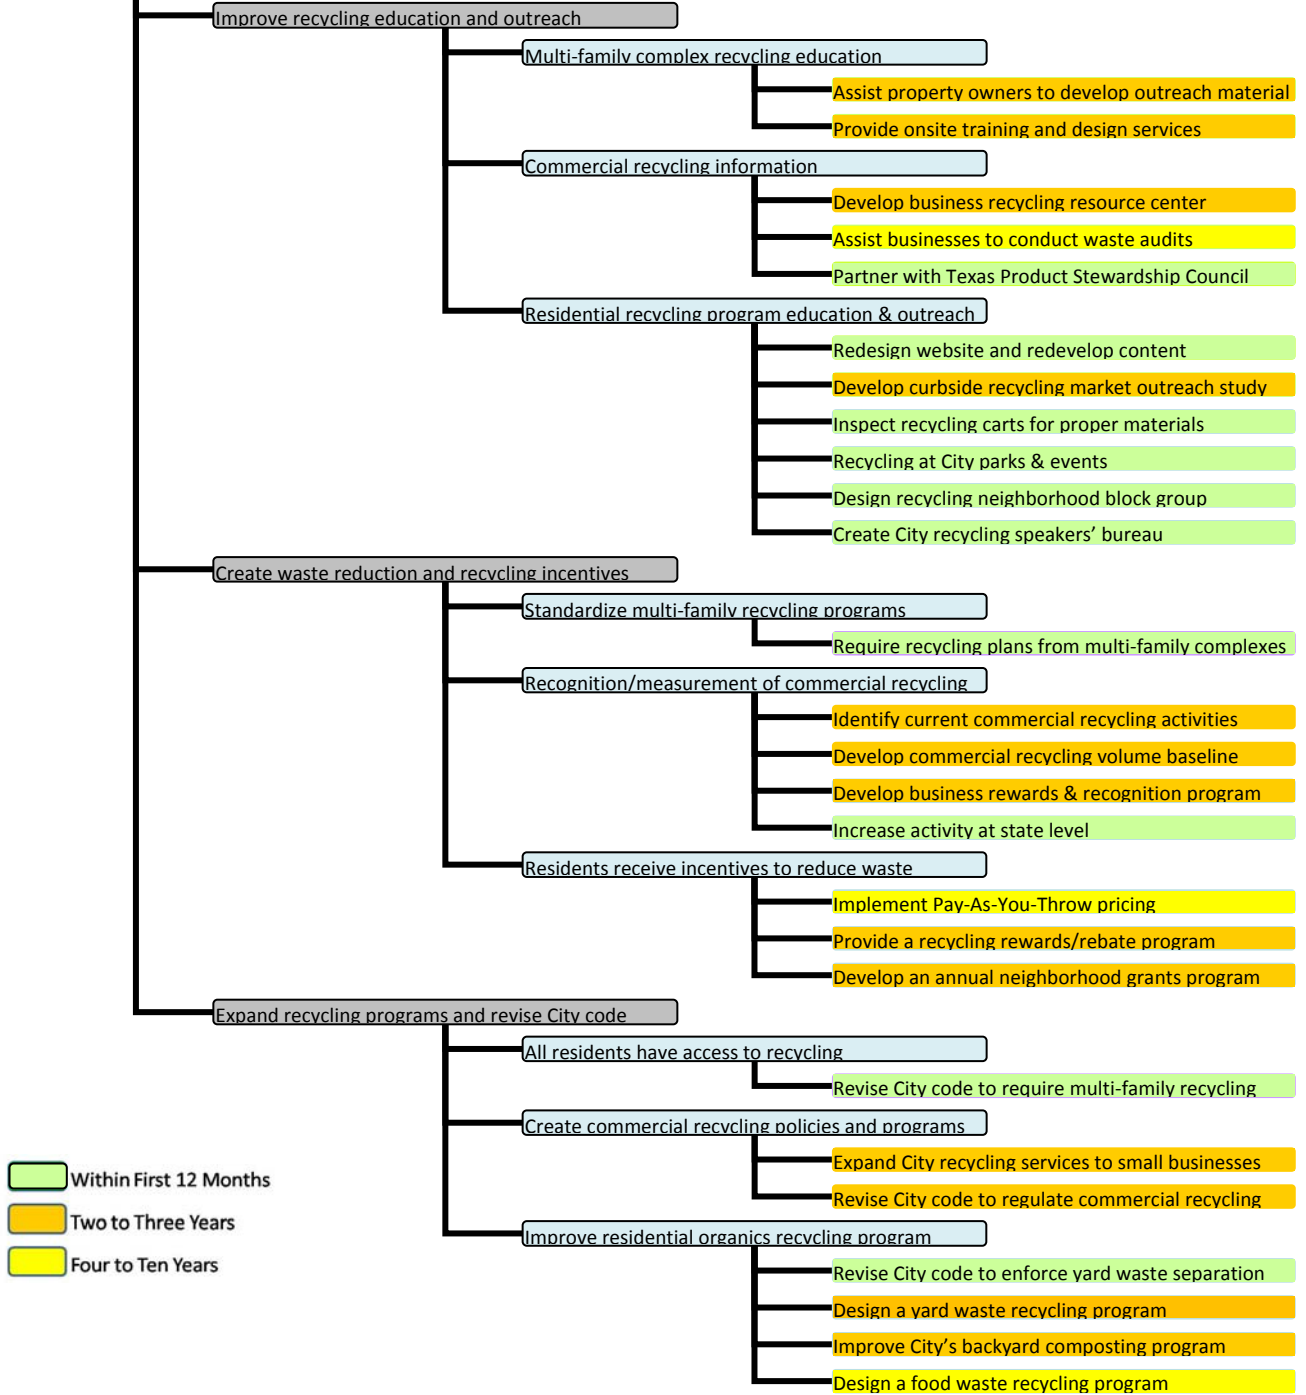 Improve recycling education and outreach
Multi-family complex recycling education
Assist property owners to develop outreach material
Provide onsite training and design services
Commercial recycling information
Develop business recycling resource center
Assist businesses to conduct waste audits
Partner with Texas Product Stewardship Council
Residential recycling program education & outreach
Redesign website and redevelop content
Develop curbside recycling market outreach study
Inspect recycling carts for proper materials
Recycling at City parks & events
Design recycling neighborhood block group
Create City recycling speakers’ bureau
Create waste reduction and recycling incentives
Standardize multi-family recycling programs
Require recycling plans from multi-family complexes
Recognition/measurement of commercial recycling
Identify current commercial recycling activities
Develop commercial recycling volume baseline
Develop business rewards & recognition program
Increase activity at state level
Residents receive incentives to reduce waste
Implement Pay-As-You-Throw pricing
Provide a recycling rewards/rebate program
Develop an annual neighborhood grants program
Expand recycling programs and revise City code
All residents have access to recycling
Revise City code to require multi-family recycling
Create commercial recycling policies and programs
Expand City recycling services to small businesses
Revise City code to regulate commercial recycling
Improve residential organics recycling program
Revise City code to enforce yard waste separation
Design a yard waste recycling program
Improve City’s backyard composting program
Design a food waste recycling program
Within First 12 Months
Two to Three Years
Four to Ten Years